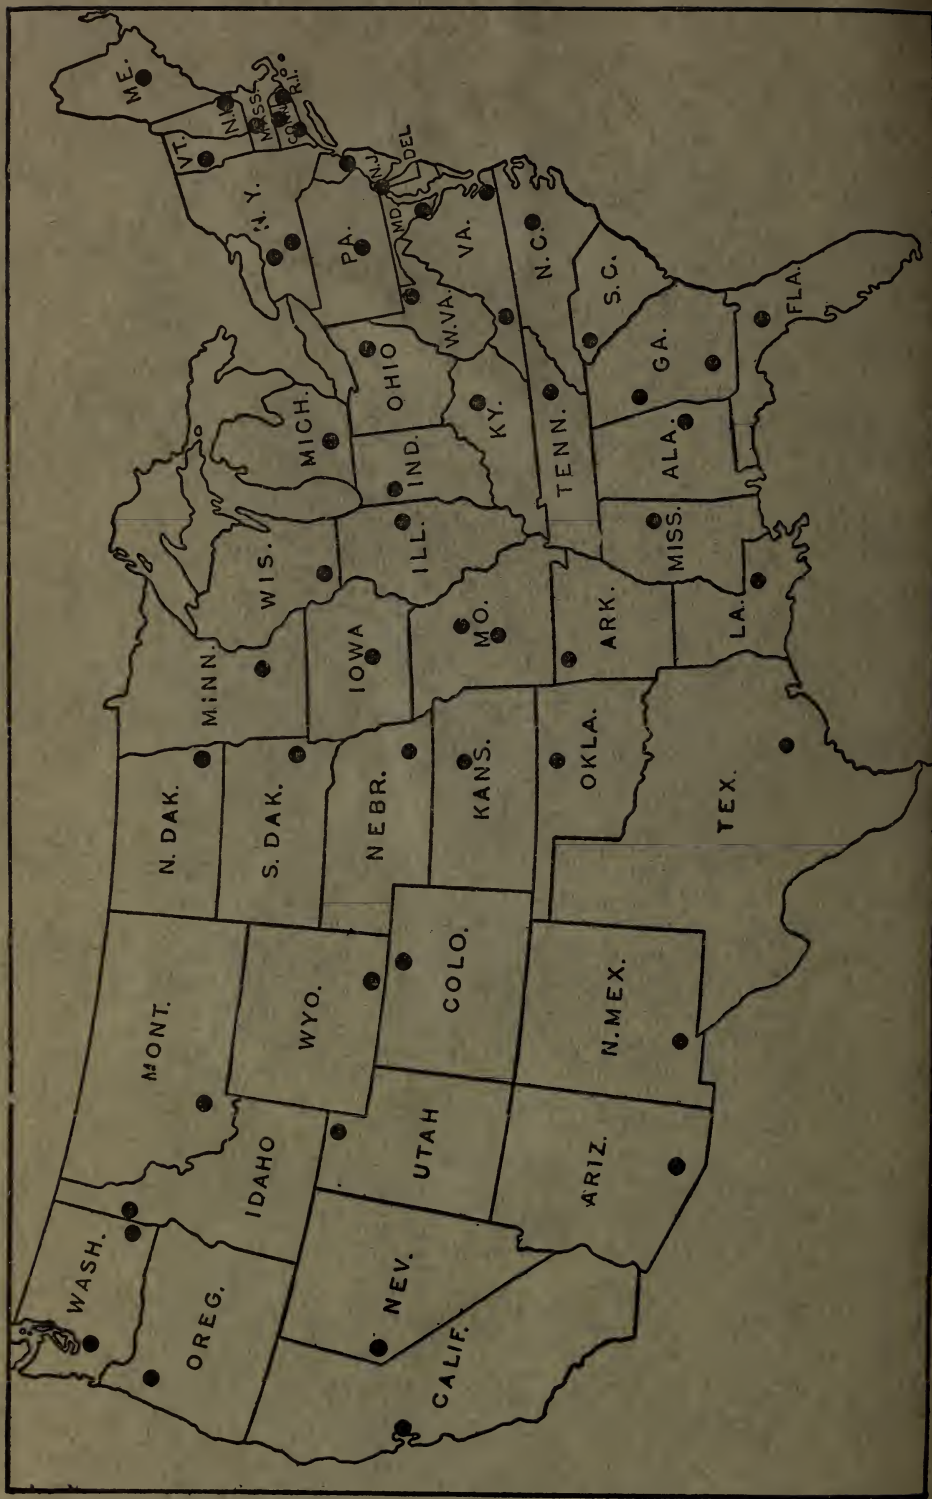 WASH.
OREG.
CALIF.
NEV.
IDAHO
MONT.
WYO.
UTAH
ARIZ.
COLO.
N. MEX.
N. DAK.
S. DAK.
NEBR.
KANS.
OKLA.
TEX.
MINN.
IOWA
MO.
ARK.
LA.
WIS.
ILL.
MISS.
MICH.
IND.
OHIO
KY.
TENN.
ALA.
GA.
FLA.
S.C.
N.C.
VA.
W.VA.
MD.
DEL
N.J.
PA.
N.Y.
VT.
N.H.
MASS.
CONN.
R.I.
ME.